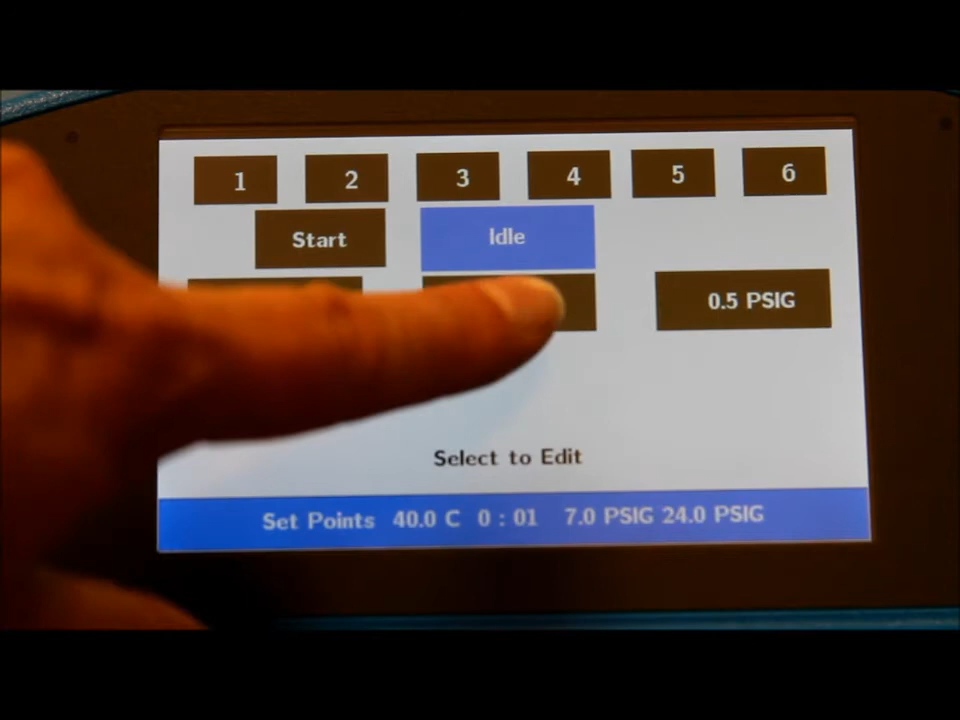 1 2 3 4 5 6
Start Idle
0.5 PSIG
Select to Edit
Set Points 40.0 C 0 : 01 7.0 PSIG 24.0 PSIG